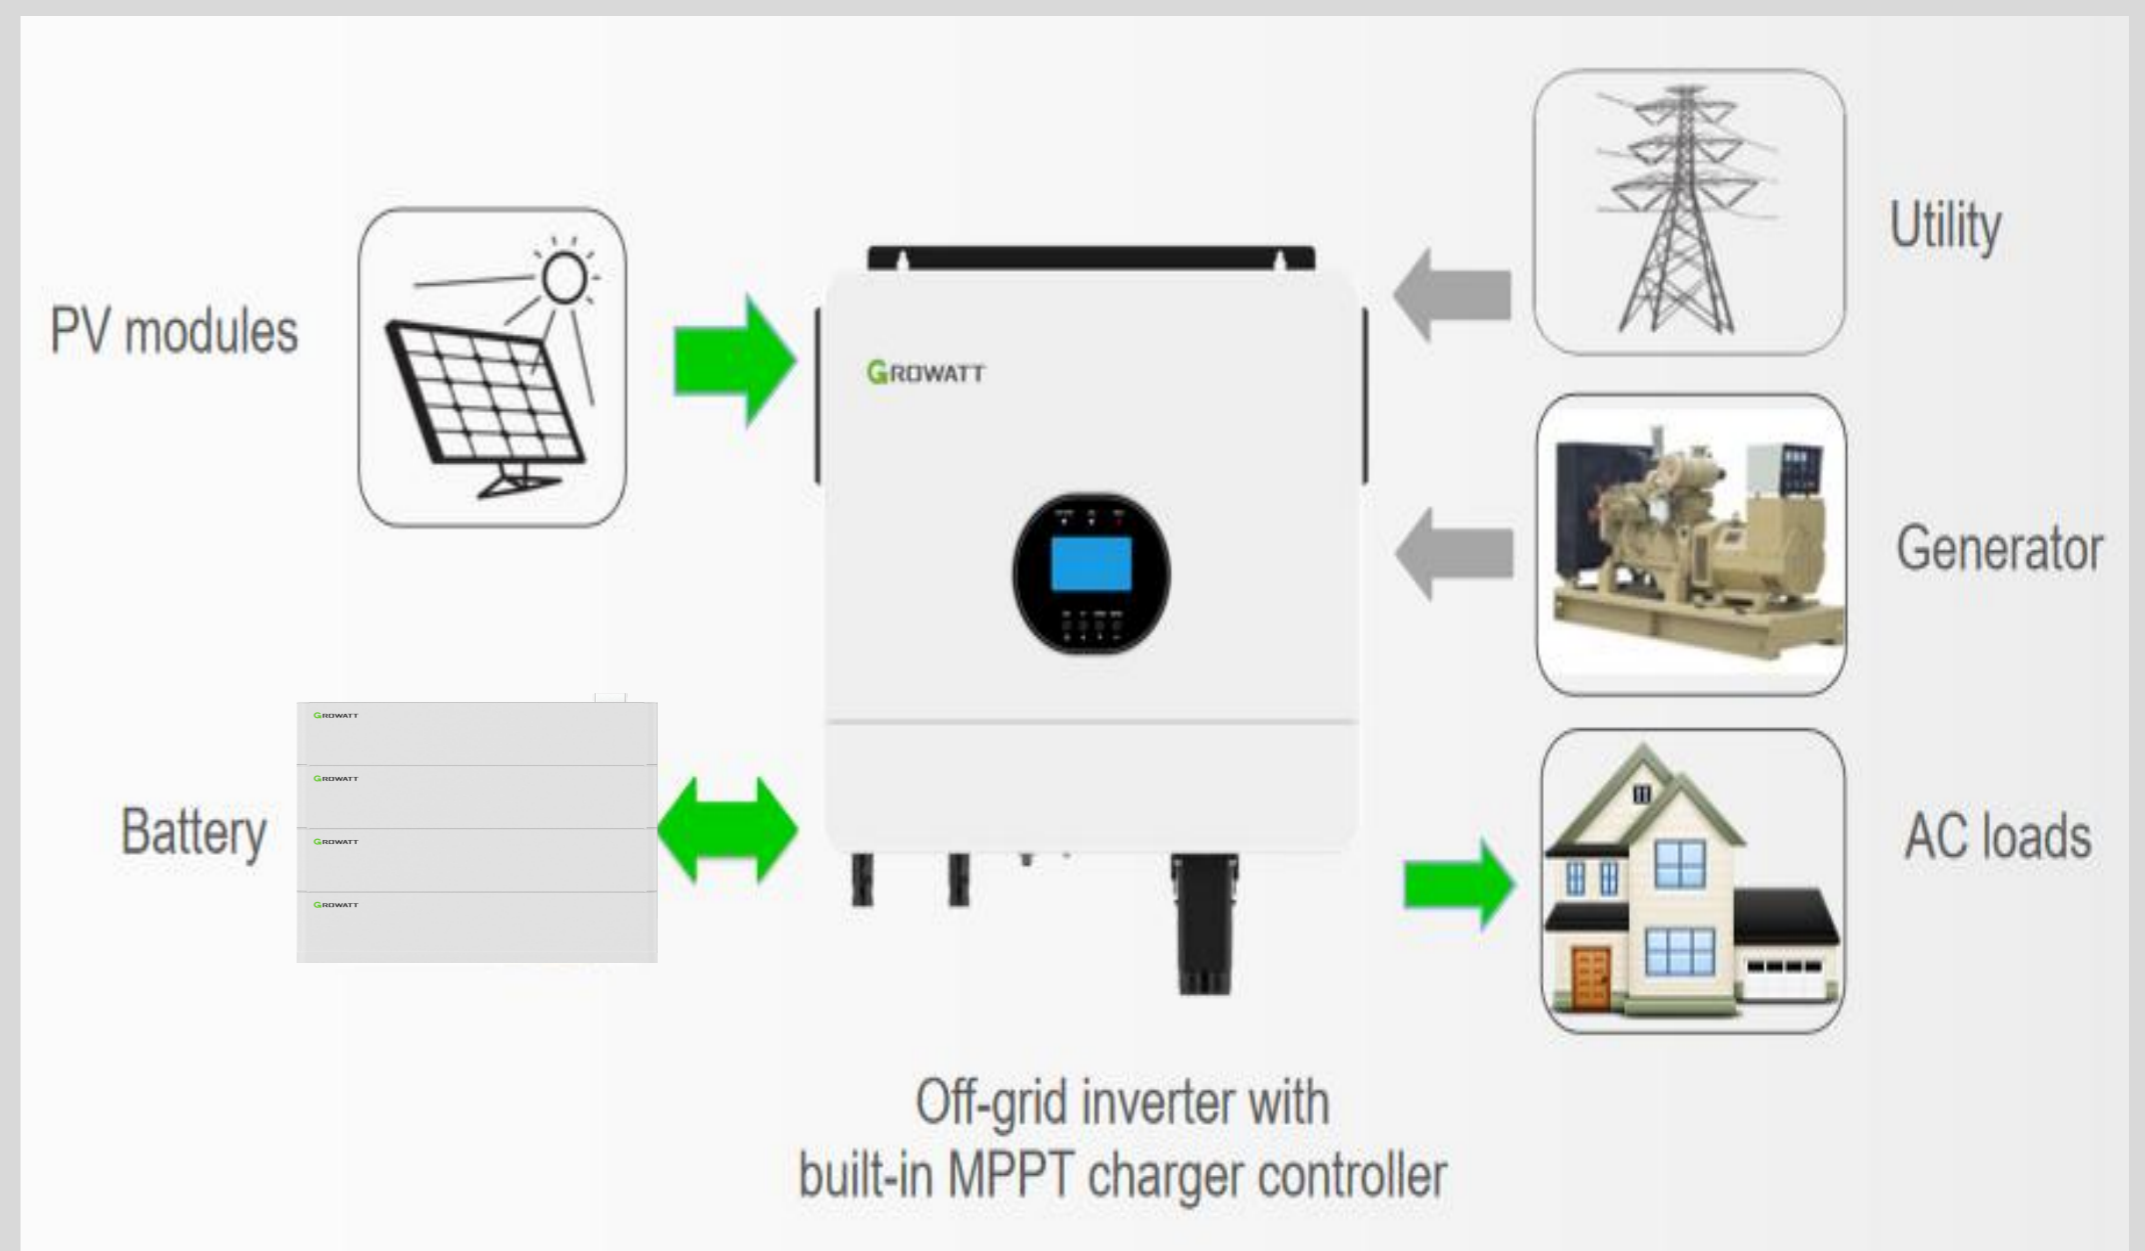 Utility
PV modules
GROWATT
Generator
GROWATT
GROWATT
Battery
GROWATT
GROWATT
AC loads
Off-grid inverter with
built-in MPPT charger controller